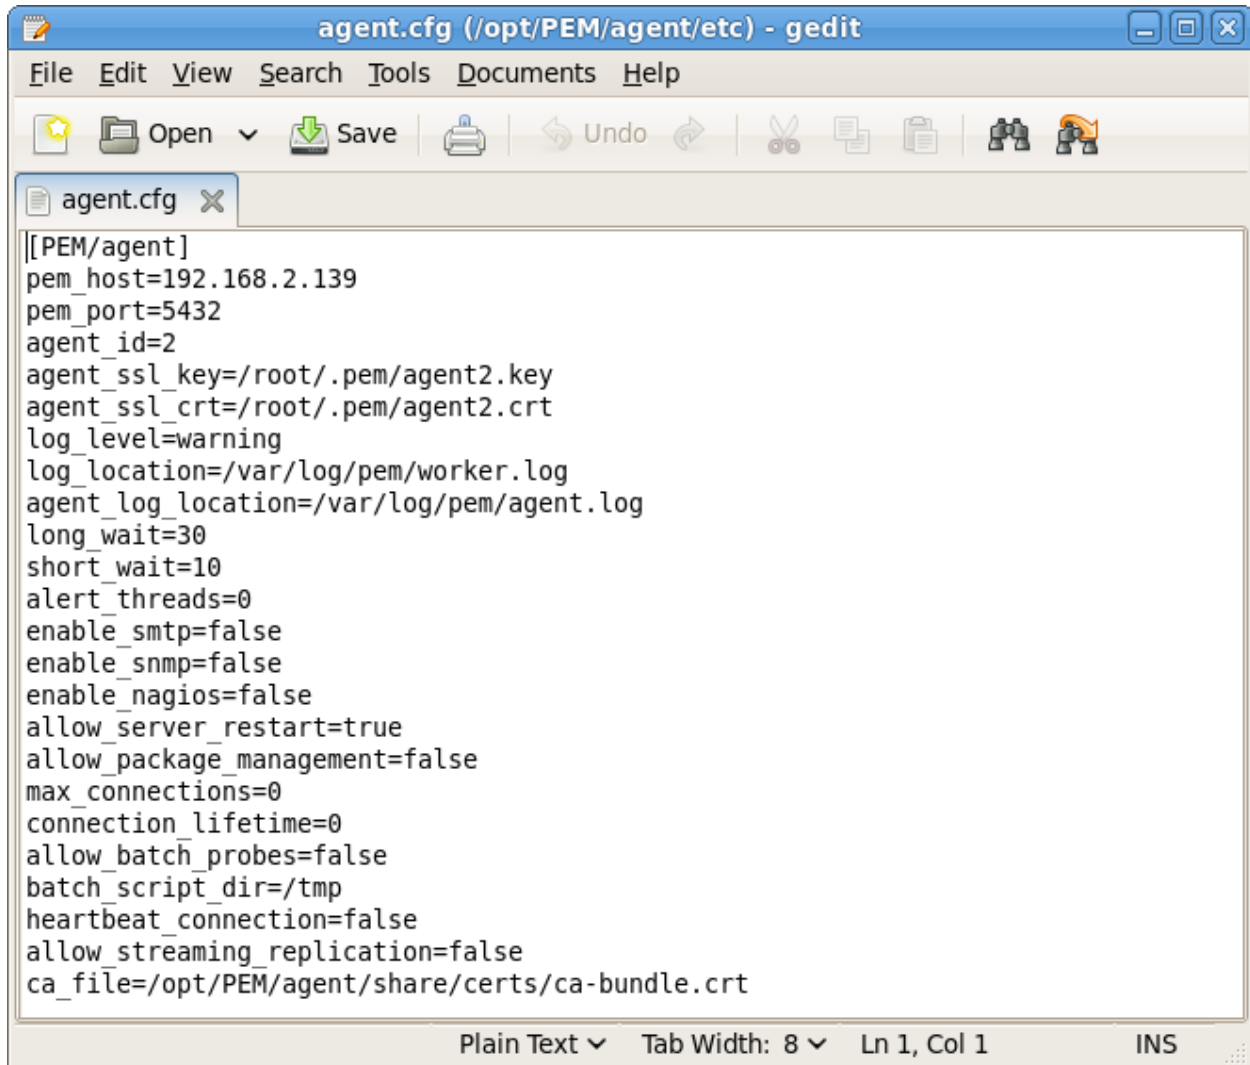 agent.cfg (/opt/PEM/agent/etc) - gedit
File Edit View Search Tools Documents Help
Open Save Undo
agent.cfg
[PEM/agent]
pem_host=192.168.2.139
pem_port=5432
agent_id=2
agent_ssl_key=/root/.pem/agent2.key
agent_ssl_crt=/root/.pem/agent2.crt
log_level=warning
log_location=/var/log/pem/worker.log
agent_log_location=/var/log/pem/agent.log
long_wait=30
short_wait=10
alert_threads=0
enable_smtp=false
enable_snmp=false
enable_nagios=false
allow_server_restart=true
allow_package_management=false
max_connections=0
connection_lifetime=0
allow_batch_probes=false
batch_script_dir=/tmp
heartbeat_connection=false
allow_streaming_replication=false
ca_file=/opt/PEM/agent/share/certs/ca-bundle.crt
Plain Text Tab Width: 8 Ln 1, Col 1 INS